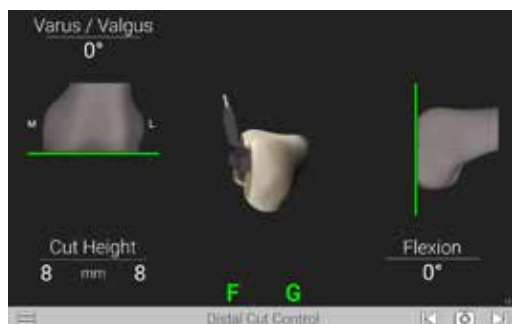 Varus / Valgus
0°
M
L
Cut Height
8 mm 8
Flexion
0°
F G
Distal Cut Control